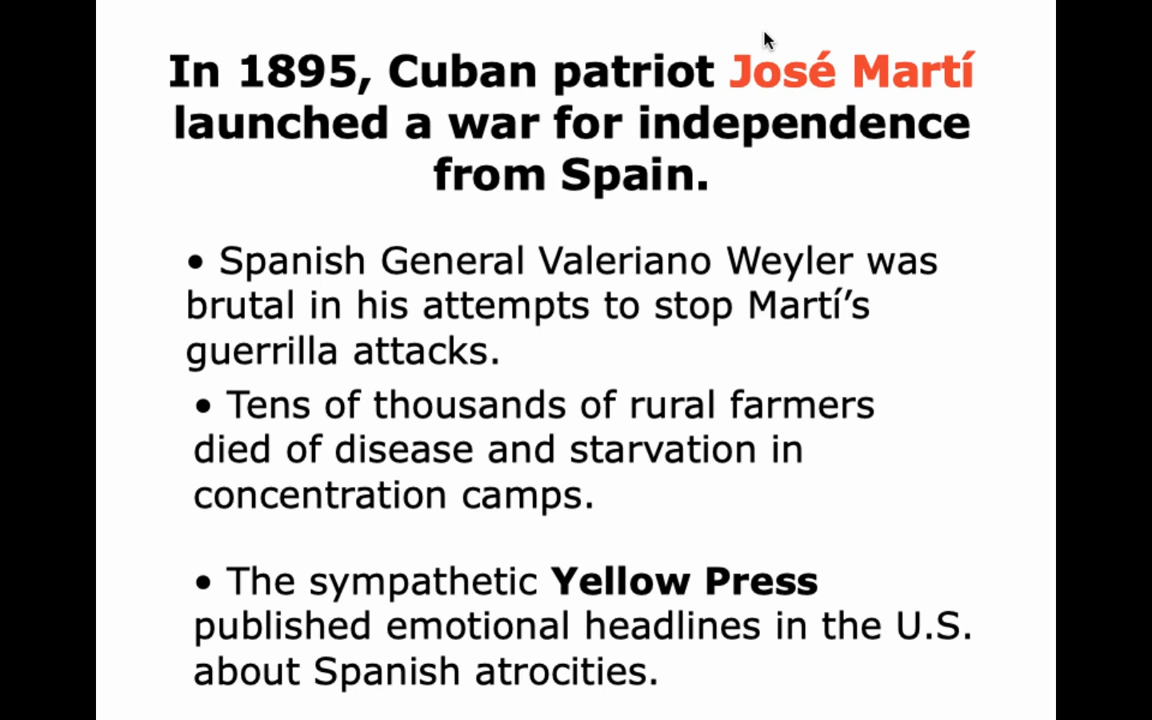 In 1895, Cuban patriot José Martí
launched a war for independence
from Spain.
• Spanish General Valeriano Weyler was
brutal in his attempts to stop Martí’s
guerrilla attacks.
• Tens of thousands of rural farmers
died of disease and starvation in
concentration camps.
• The sympathetic Yellow Press
published emotional headlines in the U.S.
about Spanish atrocities.